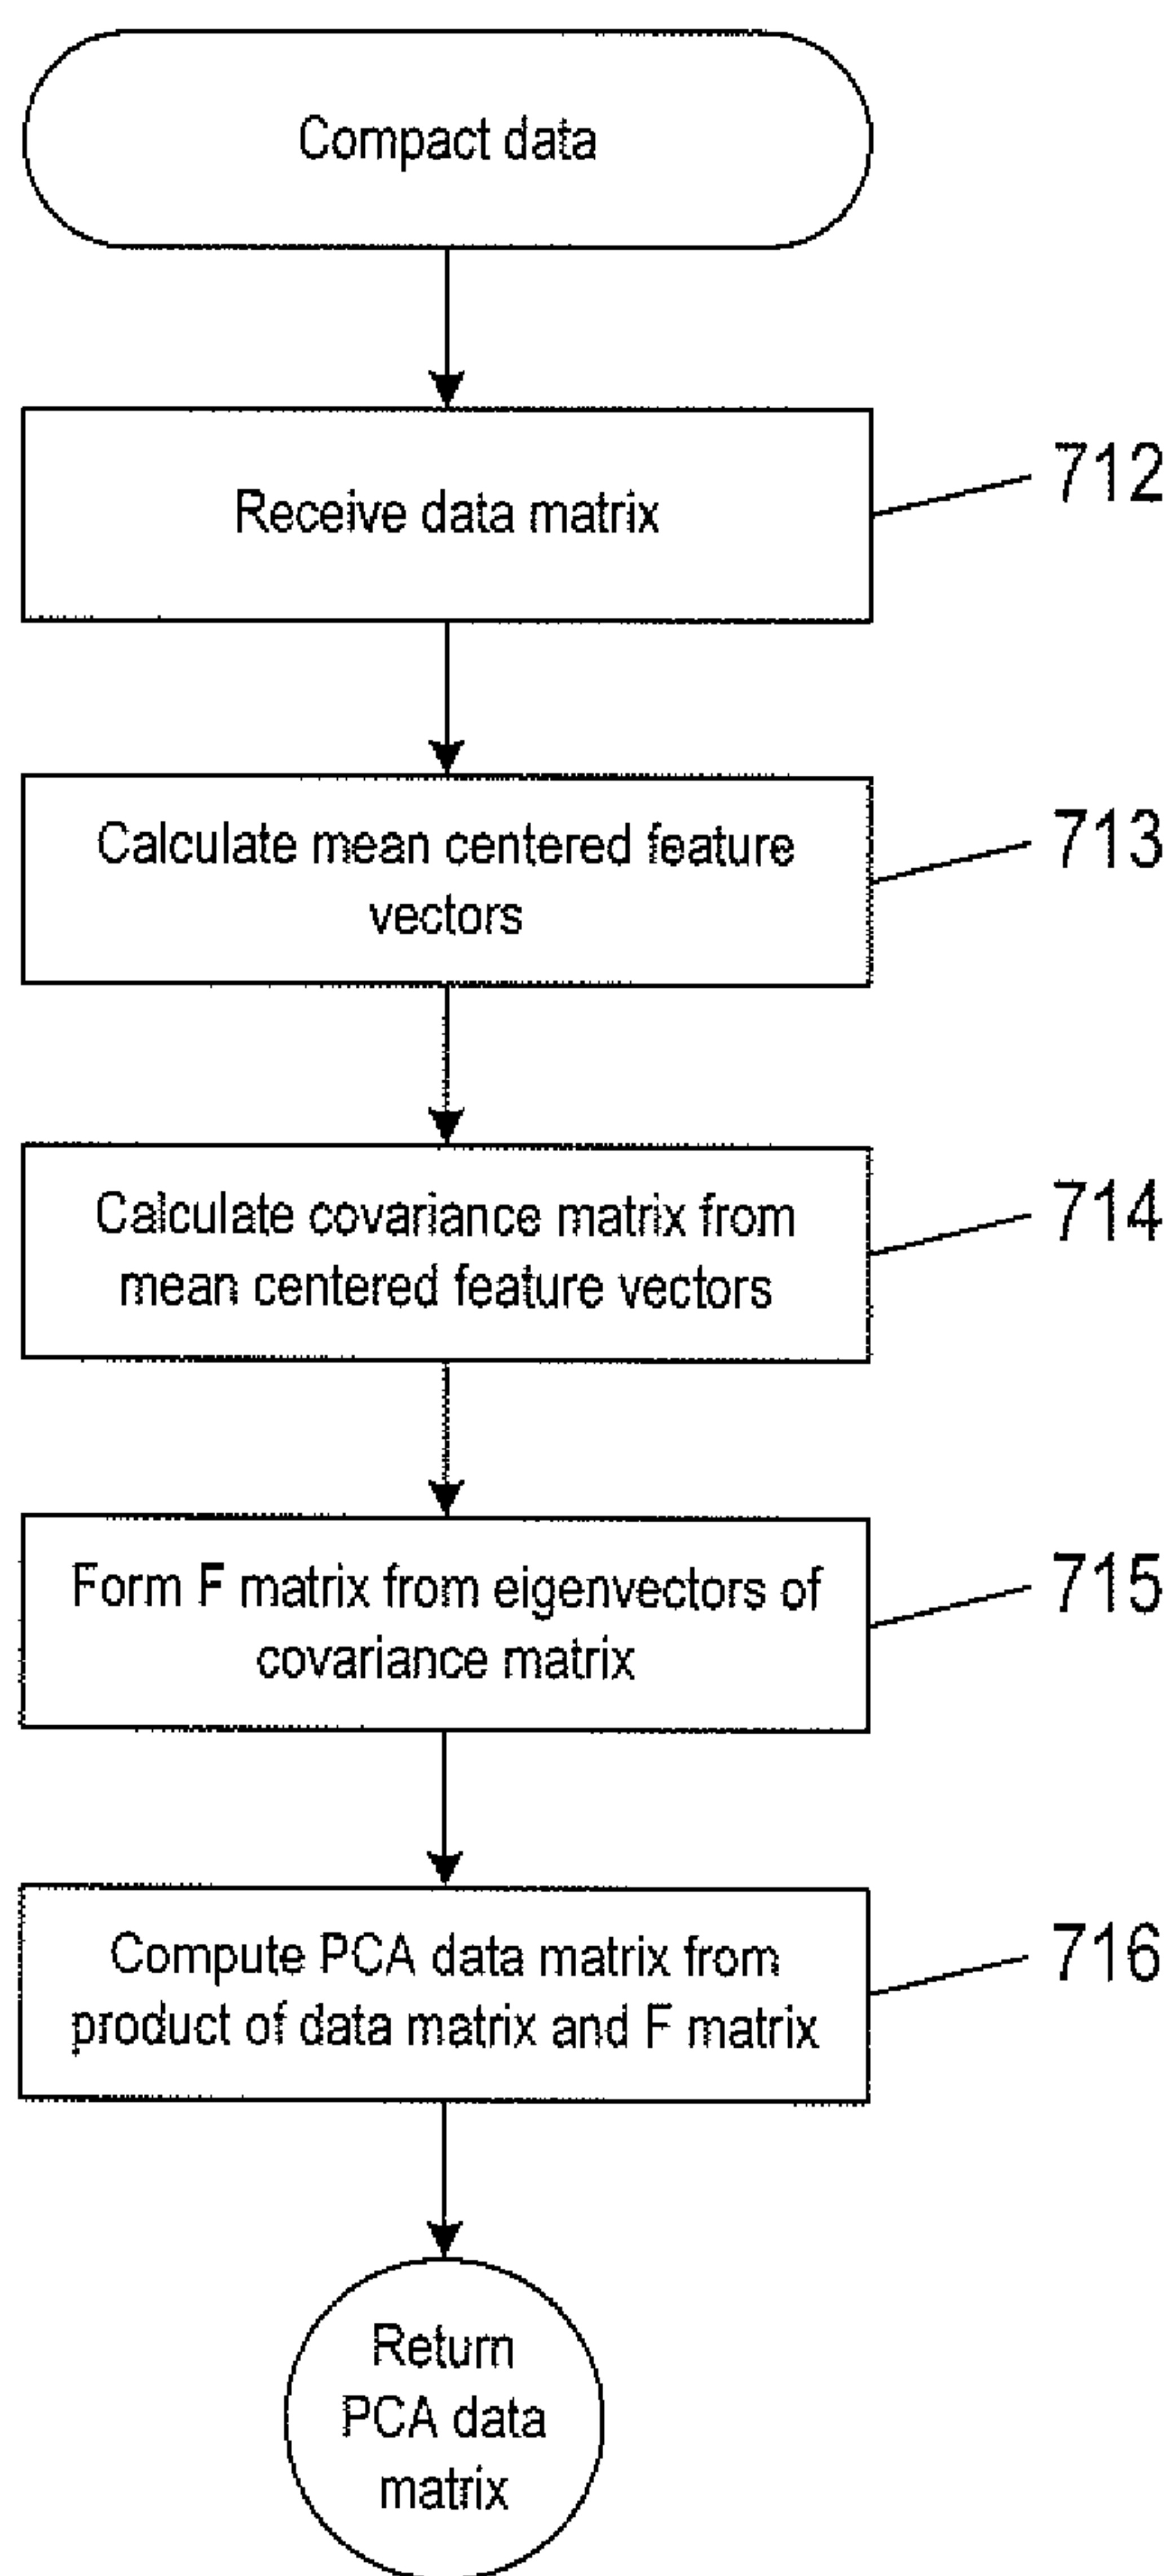 Compact data
Receive data matrix
712
Calculate mean centered feature
vectors
713
Calculate covariance matrix from
mean centered feature vectors
714
Form F matrix from eigenvectors of
covariance matrix
715
Compute PCA data matrix from
product of data matrix and F matrix
716
Return
PCA data
matrix